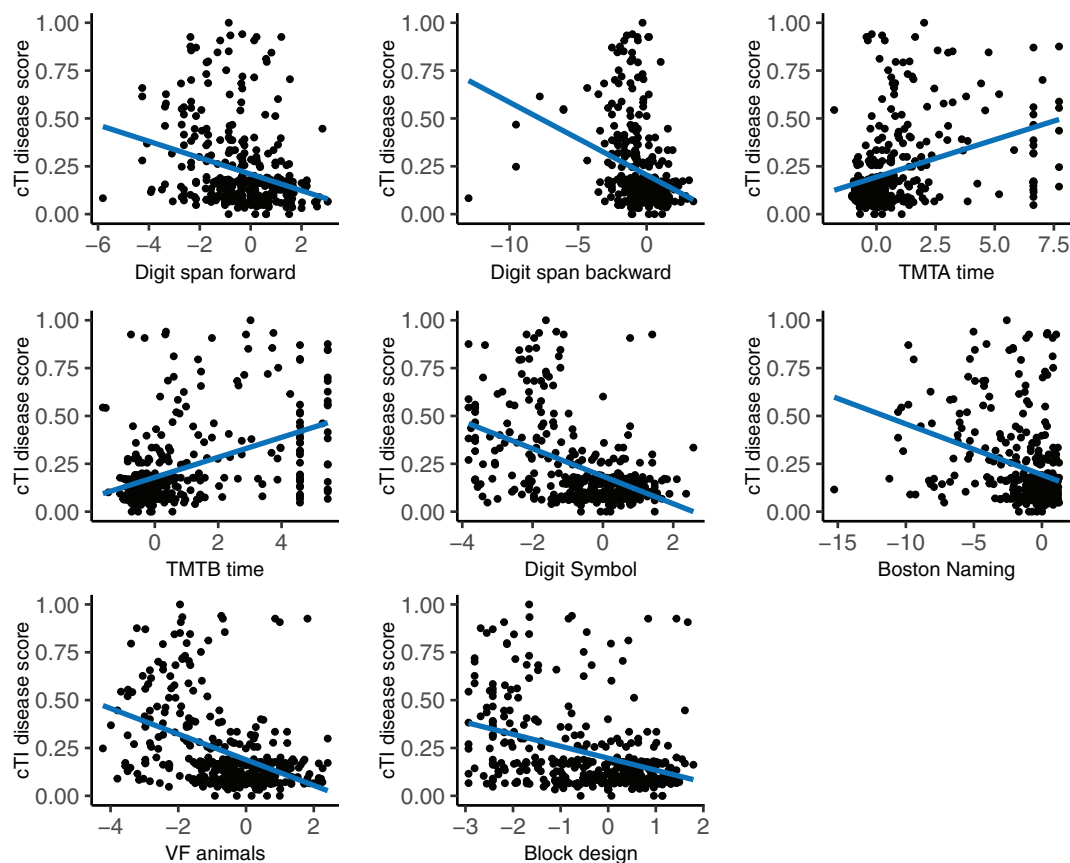 cTI disease score
1.00
0.75
0.50
0.25
0.00
−6 −4 −2 0 2
Digit span forward
cTI disease score
1.00
0.75
0.50
0.25
0.00
−10 −5 0
Digit span backward
cTI disease score
1.00
0.75
0.50
0.25
0.00
0.0 2.5 5.0 7.5
TMTA time
cTI disease score
1.00
0.75
0.50
0.25
0.00
0 2 4
TMTB time
cTI disease score
1.00
0.75
0.50
0.25
0.00
−4 −2 0 2
Digit Symbol
cTI disease score
1.00
0.75
0.50
0.25
0.00
−15 −10 −5 0
Boston Naming
cTI disease score
1.00
0.75
0.50
0.25
0.00
−4 −2 0 2
VF animals
cTI disease score
1.00
0.75
0.50
0.25
0.00
−3 −2 −1 0 1 2
Block design